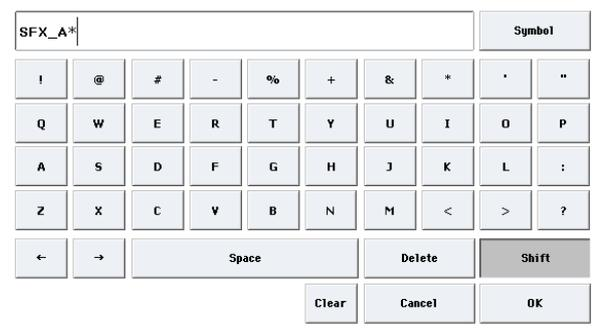 SFX_A* Symbol
! @ # - % + & * ' "
Q W E R T Y U I O P
A S D F G H J K L :
Z X C V B N M < > ?
← → Space Delete Shift
Clear Cancel OK